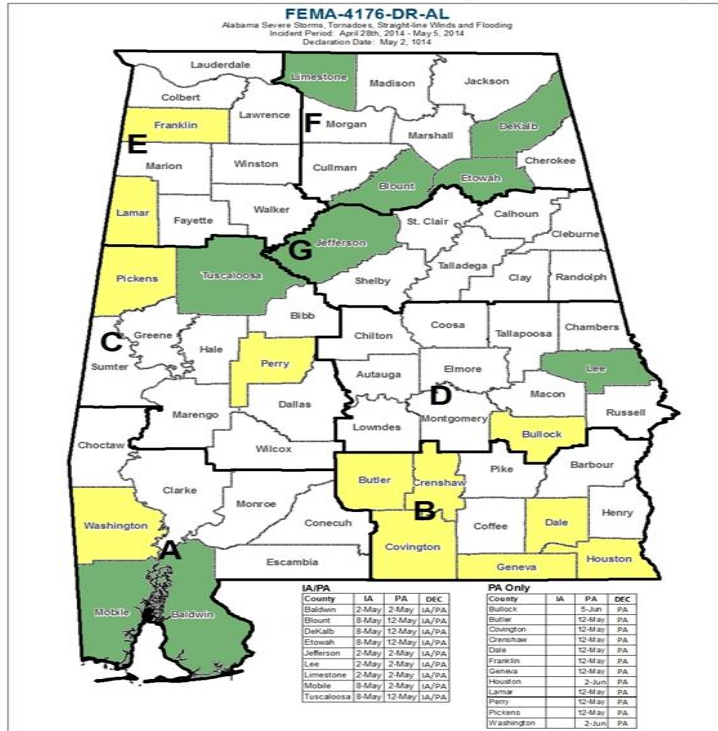 FEMA-4176-DR-AL
Alabama Severe Storms, Tornadoes, Straight-line Winds and Flooding
Incident Period: April 28th, 2014 - May 5, 2014
Declaration Date: May 2, 1014
Lauderdale
Limestone
Madison
Jackson
Colbert
Franklin
Lawrence
E
F
Morgan
Marshall
DeKalb
Marion
Winston
Cullman
Cherokee
Blount
Etowah
Lamar
Fayette
Walker
St. Clair
Calhoun
Cleburne
G
Jefferson
Pickens
Tuscaloosa
Shelby
Talladega
Clay
Randolph
Bibb
C
Greene
Hale
Sumter
Perry
Chilton
Coosa
Tallapoosa
Chambers
Autauga
Elmore
Lee
D
Macon
Marengo
Dallas
Lowndes
Montgomery
Russell
Bullock
Choctaw
Wilcox
Clarke
Monroe
Butler
Crenshaw
Pike
Barbour
Washington
Conecuh
B
Coffee
Dale
Henry
A
Escambia
Covington
Geneva
Houston
Mobile
Baldwin
IA/PA
County IA PA DEC
Baldwin 2-May 2-May IA/PA
Blount 8-May 12-May IA/PA
DeKalb 8-May 12-May IA/PA
Etowah 8-May 12-May IA/PA
Jefferson 2-May 2-May IA/PA
Lee 2-May 2-May IA/PA
Limestone 2-May 2-May IA/PA
Mobile 8-May 2-May IA/PA
Tuscaloosa 8-May 12-May IA/PA
PA Only
County IA PA DEC
Bullock 5-Jun PA
Butler 12-May PA
Covington 12-May PA
Crenshaw 12-May PA
Dale 12-May PA
Franklin 12-May PA
Geneva 12-May PA
Houston 2-Jun PA
Lamar 12-May PA
Perry 12-May PA
Pickens 12-May PA
Washington 2-Jun PA